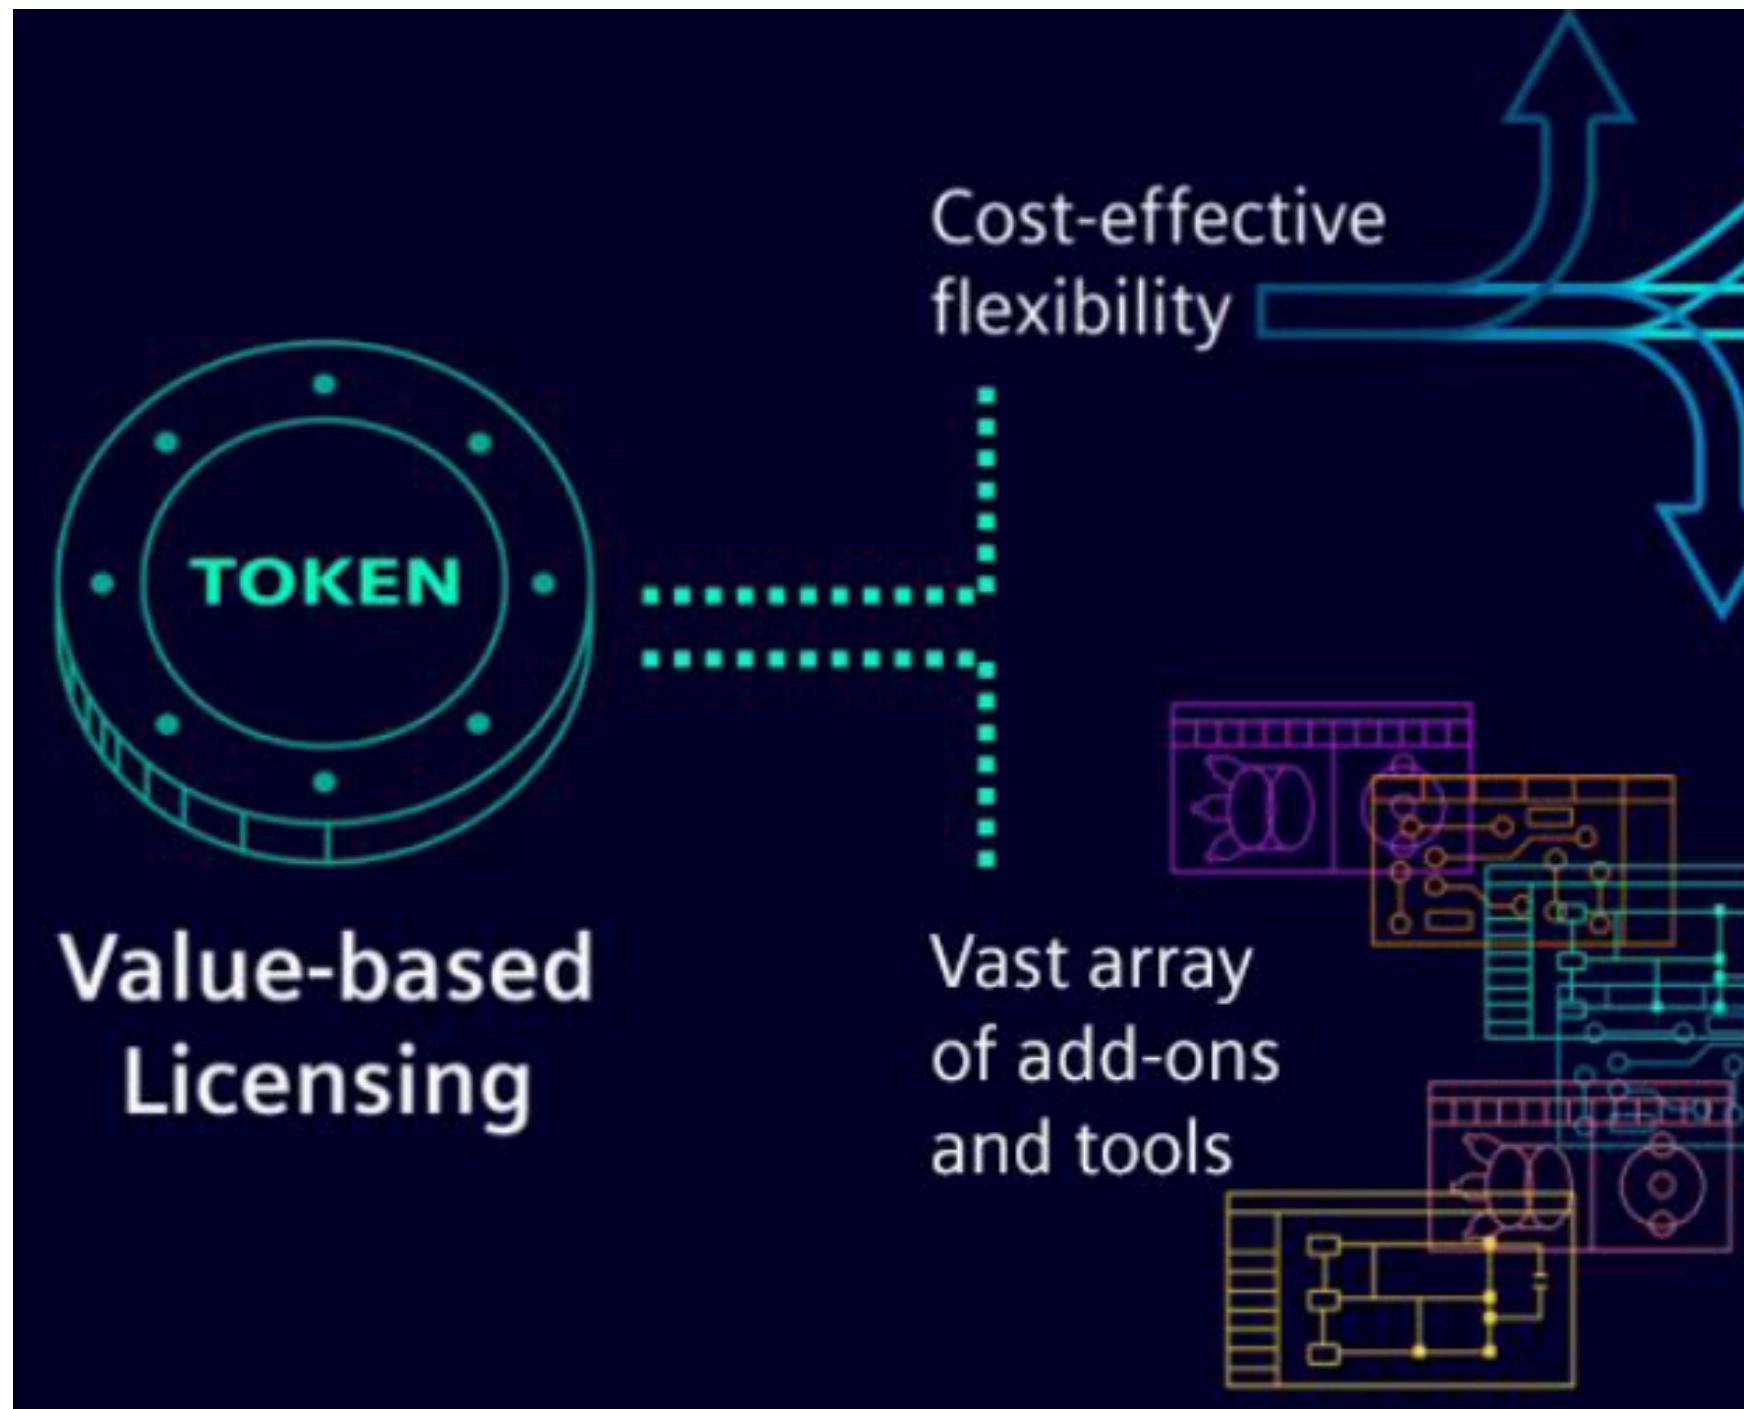 TOKEN
Value-based
Licensing
Cost-effective
flexibility
Vast array
of add-ons
and tools